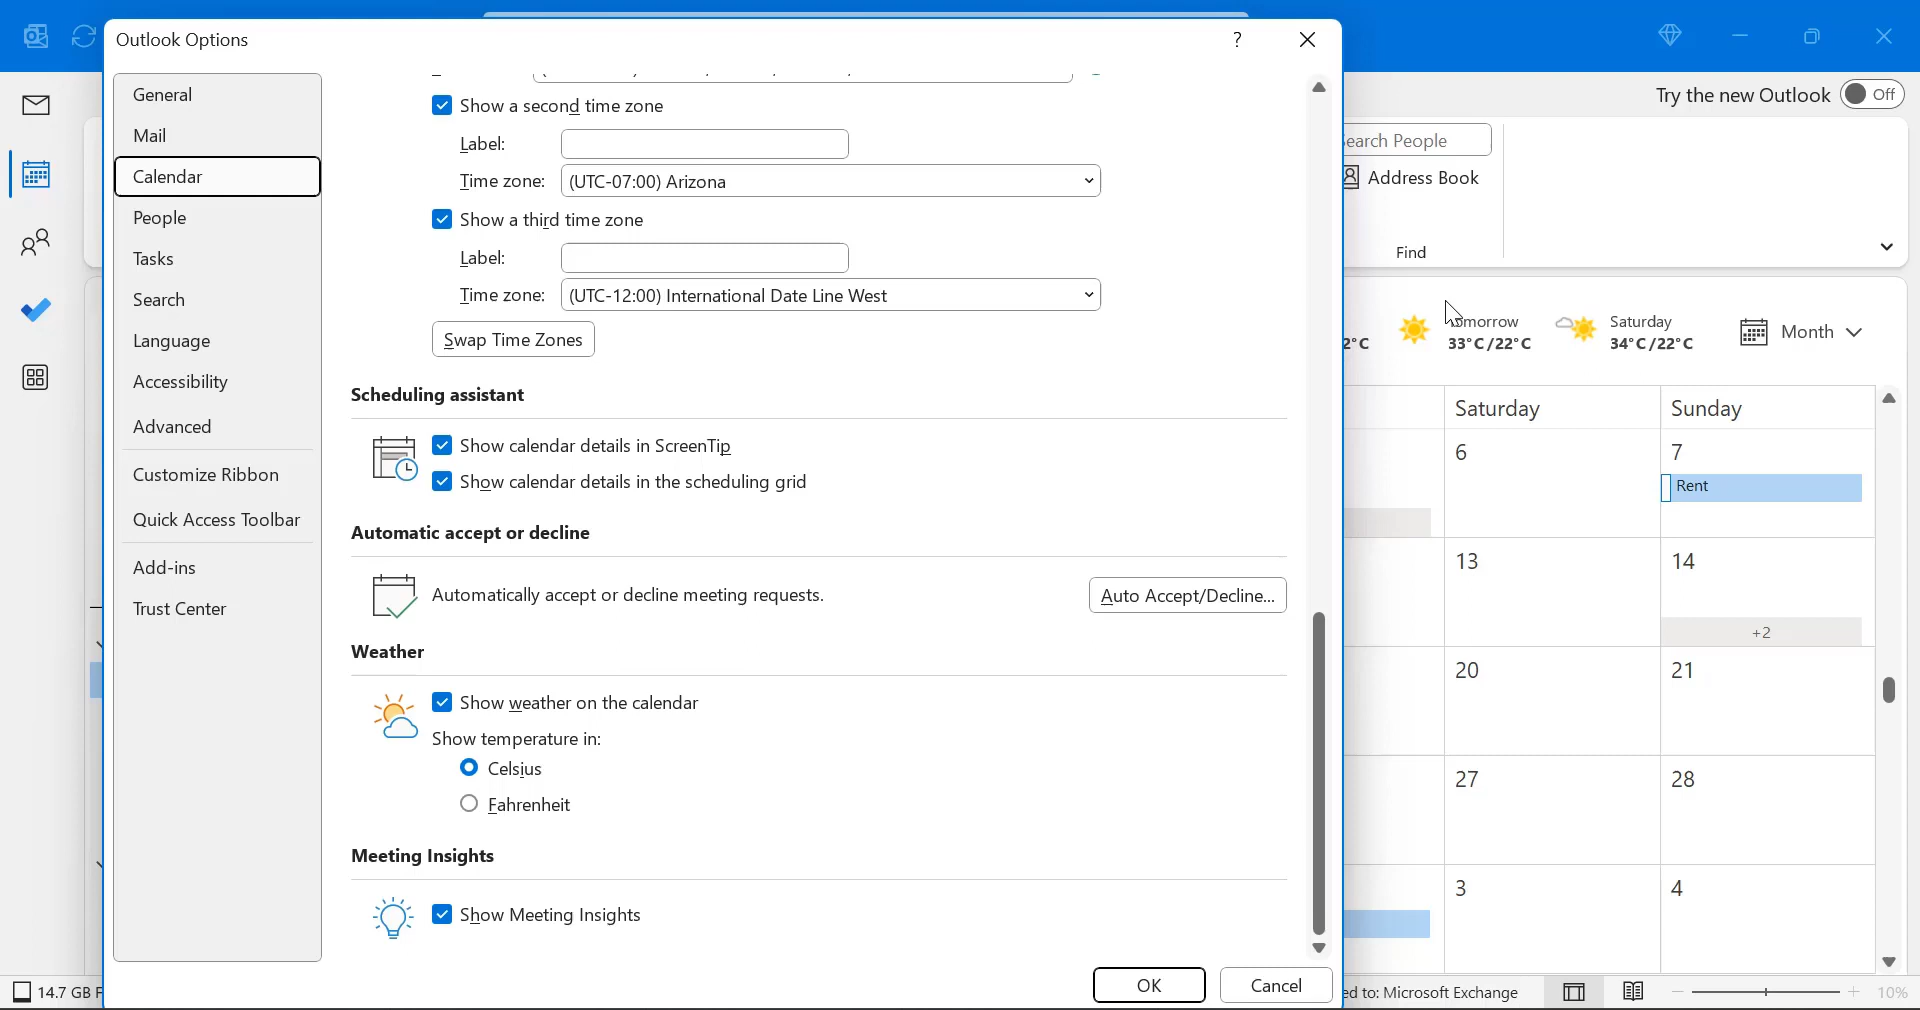 Outlook Options
?
Try the new Outlook
Off
General
Mail
Calendar
People
Tasks
Search
Language
Accessibility
Advanced
Customize Ribbon
Quick Access Toolbar
Add-ins
Trust Center
Show a second time zone
Label:
Time zone: (UTC-07:00) Arizona
Show a third time zone
Label:
Time zone: (UTC-12:00) International Date Line West
Swap Time Zones
Scheduling assistant
Show calendar details in ScreenTip
Show calendar details in the scheduling grid
Automatic accept or decline
Automatically accept or decline meeting requests.
Auto Accept/Decline...
Weather
Show weather on the calendar
Show temperature in:
Celsius
Fahrenheit
Meeting Insights
Show Meeting Insights
OK
Cancel
earch People
Address Book
Find
2°C
omorrow
33°C/22°C
Saturday
34°C/22°C
Month
Saturday
Sunday
6
7
Rent
13
14
+2
20
21
27
28
3
4
14.7 GB F
ed to: Microsoft Exchange
10%